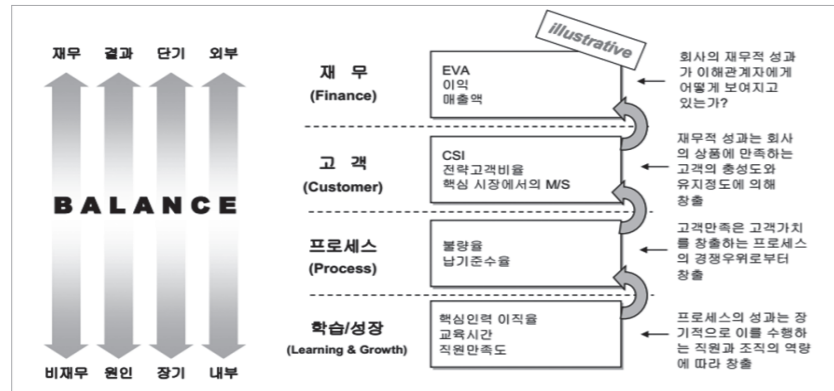 재무 결과 단기 외부
BALANCE
비재무 원인 장기 내부
illustrative
재 무
(Finance)
EVA
이익
매출액
회사의 재무적 성과
가 이해관계자에게
어떻게 보여지고
있는가?
고 객
(Customer)
CSI
전략고객비율
핵심 시장에서의 M/S
재무적 성과는 회사
의 상품에 만족하는
고객의 충성도와
유지정도에 의해
창출
프로세스
(Process)
불량율
납기준수율
고객만족은 고객가치
를 창출하는 프로세스
의 경쟁우위로부터
창출
학습/성장
(Learning & Growth)
핵심인력 이직율
교육시간
직원만족도
프로세스의 성과는 장
기적으로 이를 수행하
는 직원과 조직의 역량
에 따라 창출